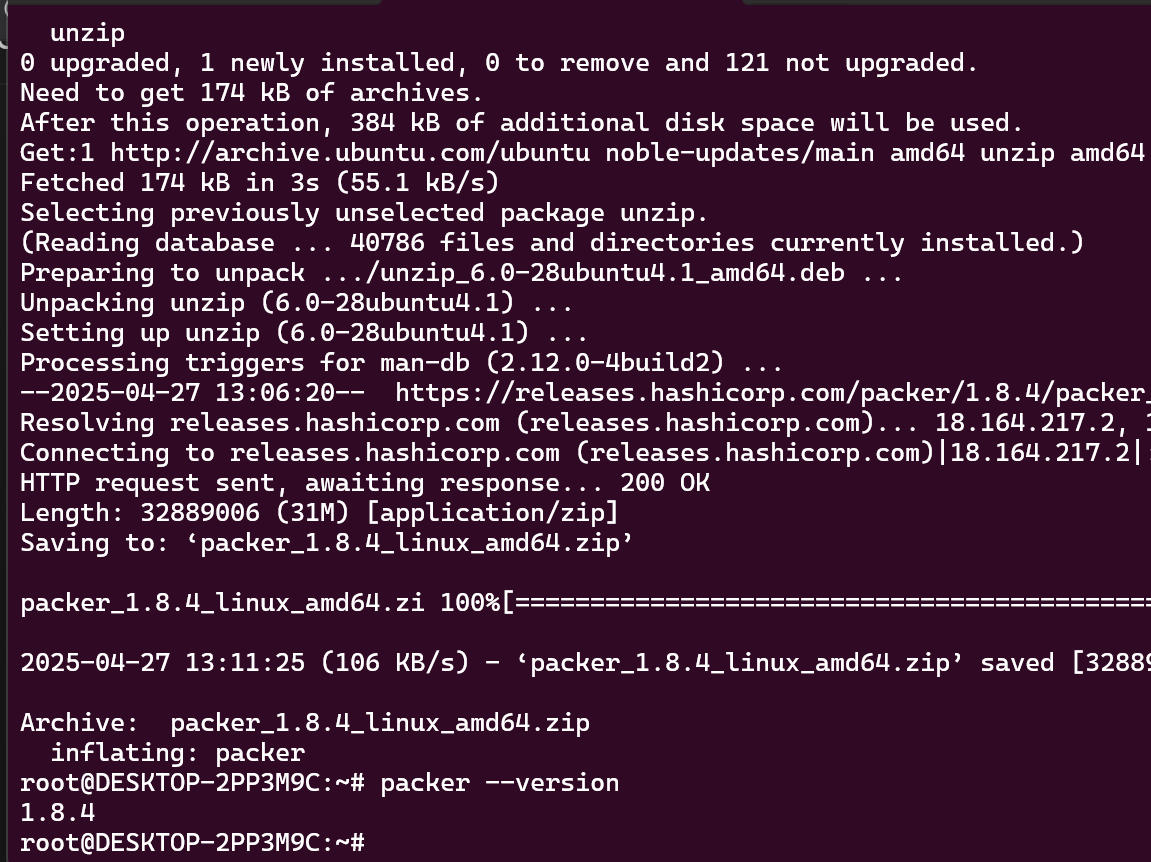 unzip
0 upgraded, 1 newly installed, 0 to remove and 121 not upgraded.
Need to get 174 kB of archives.
After this operation, 384 kB of additional disk space will be used.
Get:1 http://archive.ubuntu.com/ubuntu noble-updates/main amd64 unzip amd64
Fetched 174 kB in 3s (55.1 kB/s)
Selecting previously unselected package unzip.
(Reading database ... 40786 files and directories currently installed.)
Preparing to unpack .../unzip_6.0-28ubuntu4.1_amd64.deb ...
Unpacking unzip (6.0-28ubuntu4.1) ...
Setting up unzip (6.0-28ubuntu4.1) ...
Processing triggers for man-db (2.12.0-4build2) ...
--2025-04-27 13:06:20--  https://releases.hashicorp.com/packer/1.8.4/packer_
Resolving releases.hashicorp.com (releases.hashicorp.com)... 18.164.217.2, 1
Connecting to releases.hashicorp.com (releases.hashicorp.com)|18.164.217.2|:
HTTP request sent, awaiting response... 200 OK
Length: 32889006 (31M) [application/zip]
Saving to: ‘packer_1.8.4_linux_amd64.zip’
packer_1.8.4_linux_amd64.zi 100%[===========================================
2025-04-27 13:11:25 (106 KB/s) - ‘packer_1.8.4_linux_amd64.zip’ saved [32889
Archive:  packer_1.8.4_linux_amd64.zip
  inflating: packer
root@DESKTOP-2PP3M9C:~# packer --version
1.8.4
root@DESKTOP-2PP3M9C:~#